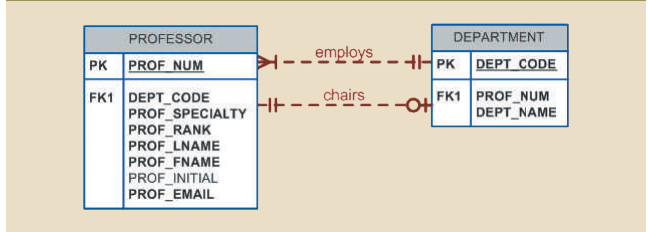 PROFESSOR
PK PROF_NUM
FK1 DEPT_CODE
PROF_SPECIALTY
PROF_RANK
PROF_LNAME
PROF_FNAME
PROF_INITIAL
PROF_EMAIL
employs
chairs
DEPARTMENT
PK DEPT_CODE
FK1 PROF_NUM
DEPT_NAME